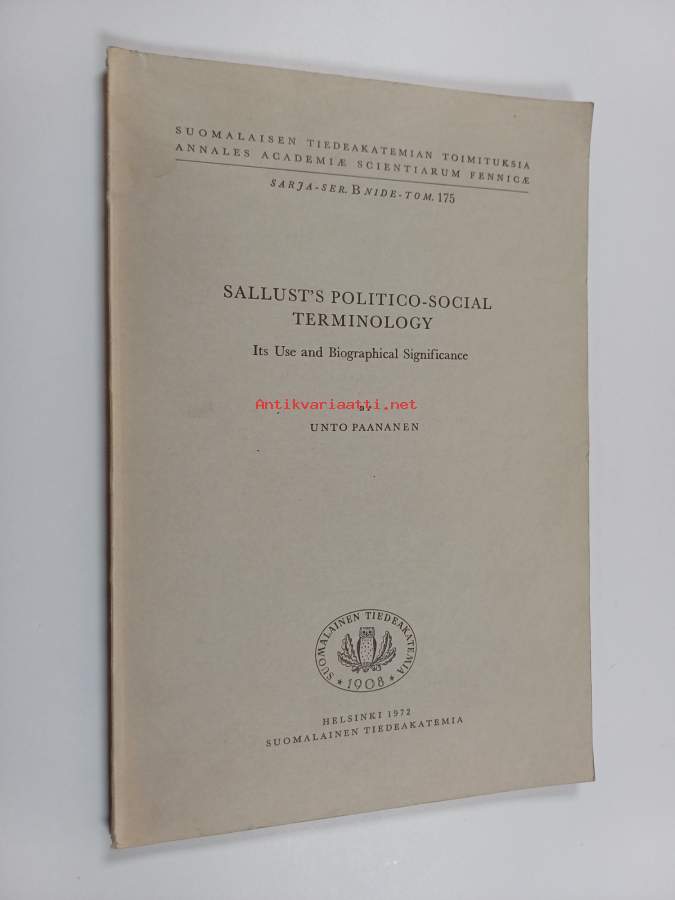 SUOMALAISEN TIEDEAKATEMIAN TOIMITUKSIA
ANNALES ACADEMIÆ SCIENTIARUM FENNICÆ
SARJA-SER. B NIDE-TOM. 175
SALLUST'S POLITICO-SOCIAL
TERMINOLOGY
Its Use and Biographical Significance
Antikvariaatti.net
BY
UNTO PAANANEN
SUOMALAINEN TIEDEAKATEMIA
* 1908 *
HELSINKI 1972
SUOMALAINEN TIEDEAKATEMIA